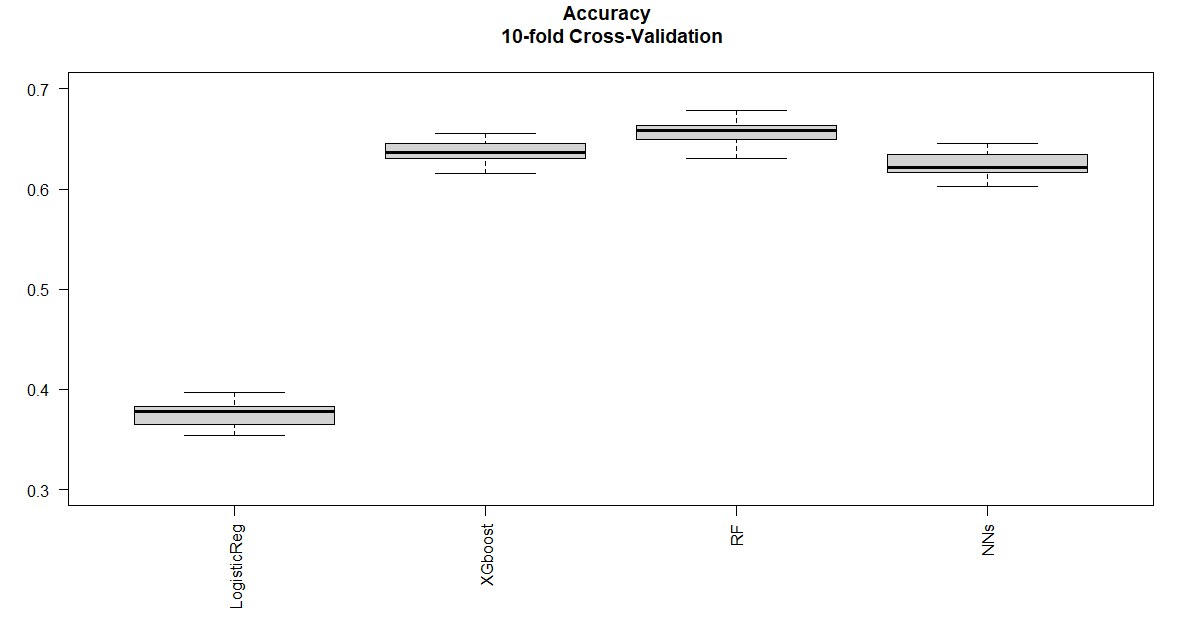 Accuracy
10-fold Cross-Validation
0.7
0.6
0.5
0.4
0.3
LogisticReg
XGboost
RF
NNs